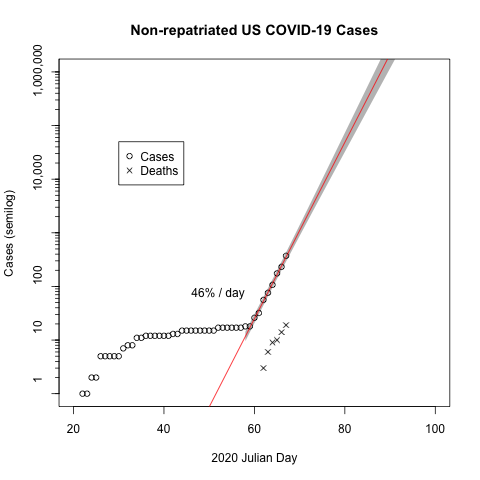 Non-repatriated US COVID-19 Cases
1,000,000
10,000
100
10
1
Cases (semilog)
Cases
Deaths
46% / day
20 40 60 80 100
2020 Julian Day